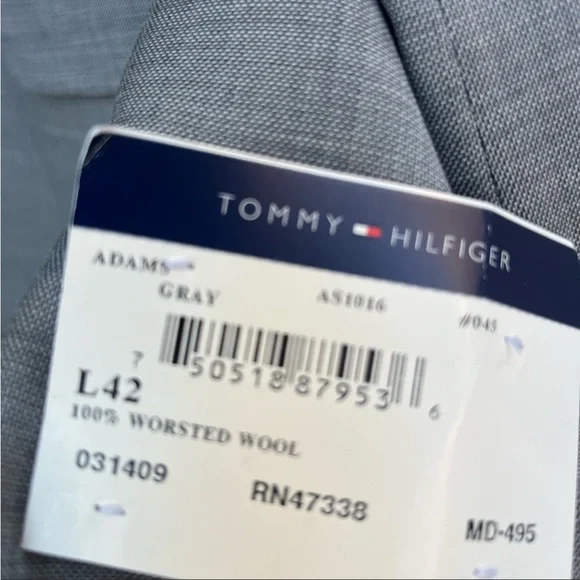 TOMMY HILFIGER
ADAMS
GRAY AS1016 #045
7 50518 87953 6
L42
100% WORSTED WOOL
031409 RN47338 MD-495